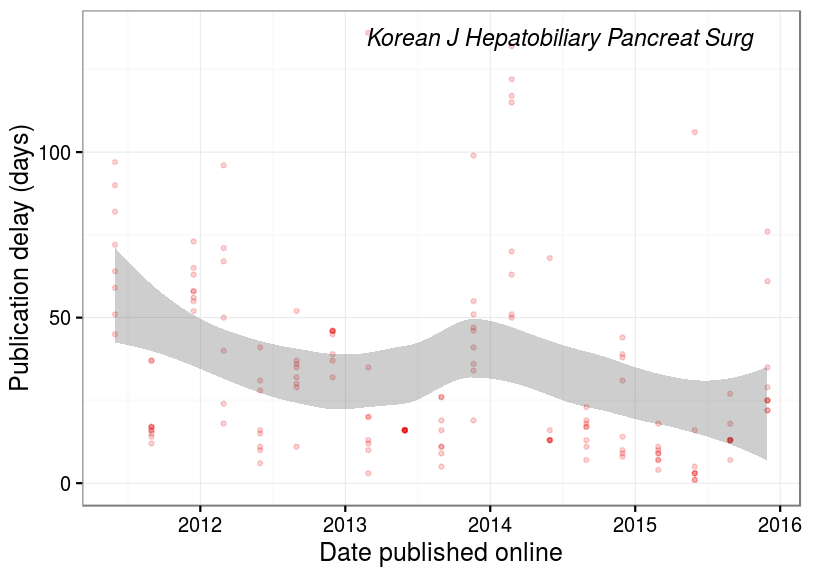 Korean J Hepatobiliary Pancreat Surg
Publication delay (days)
100
50
0
2012 2013 2014 2015 2016
Date published online